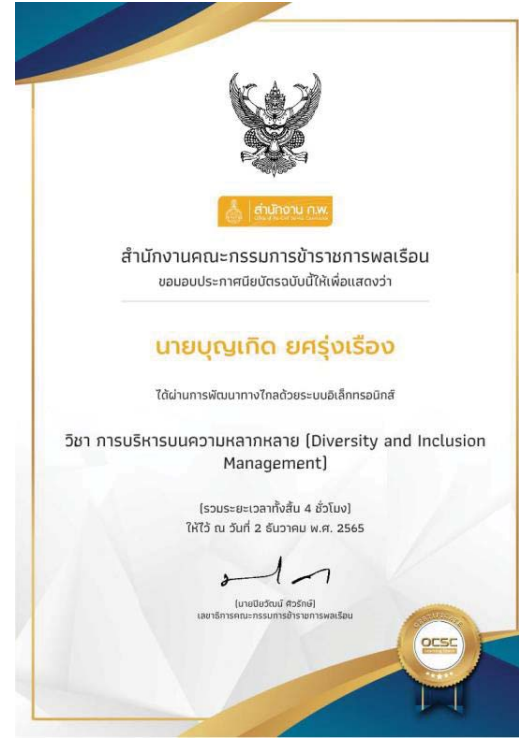 สำนักงาน ก.พ.
สำนักงานคณะกรรมการข้าราชการพลเรือน
ขอมอบประกาศนียบัตรฉบับนี้ให้เพื่อแสดงว่า
นายบุญเกิด ยศรุ่งเรือง
ได้ผ่านการพัฒนาทางไกลด้วยระบบอิเล็กทรอนิกส์
วิชา การบริหารบนความหลากหลาย (Diversity and Inclusion
Management)
(รวมระยะเวลาทั้งสิ้น 4 ชั่วโมง)
ให้ไว้ ณ วันที่ 2 ธันวาคม พ.ศ. 2565
(นายปิยวัฒน์ ศิวรักษ์)
เลขาธิการคณะกรรมการข้าราชการพลเรือน
OCSC